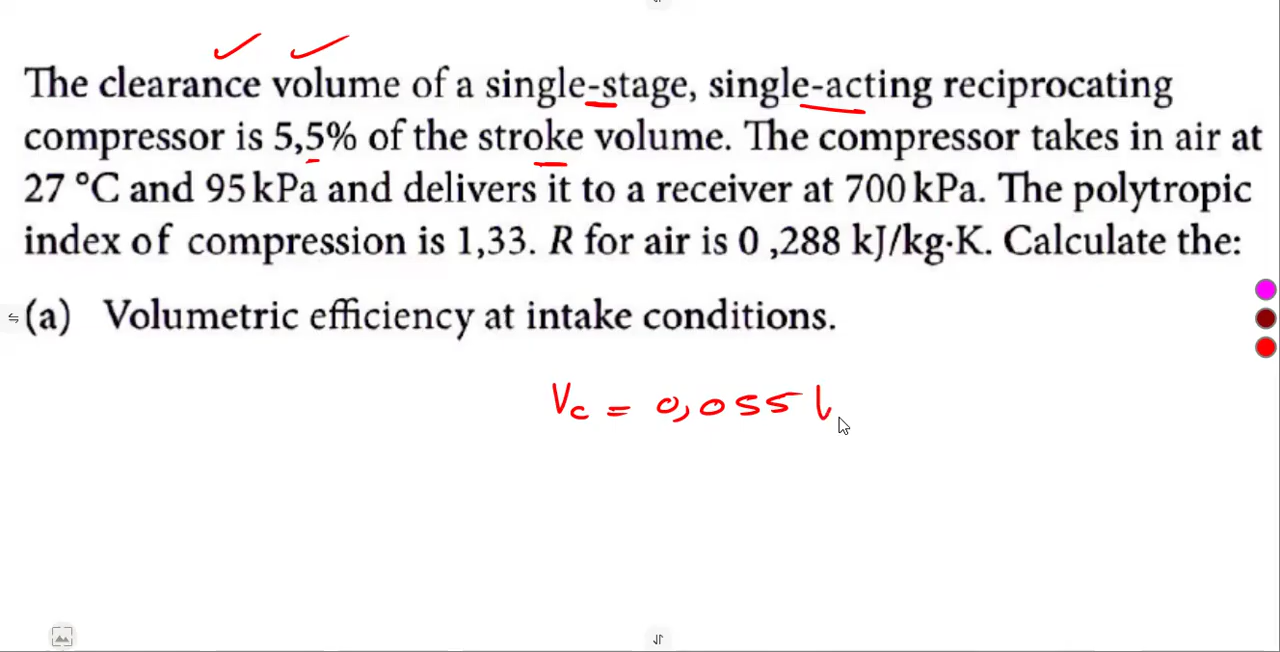 The clearance volume of a single-stage, single-acting reciprocating
compressor is 5,5% of the stroke volume. The compressor takes in air at
27 °C and 95 kPa and delivers it to a receiver at 700 kPa. The polytropic
index of compression is 1,33. R for air is 0 ,288 kJ/kg·K. Calculate the:
(a) Volumetric efficiency at intake conditions.
Vc = 0,055